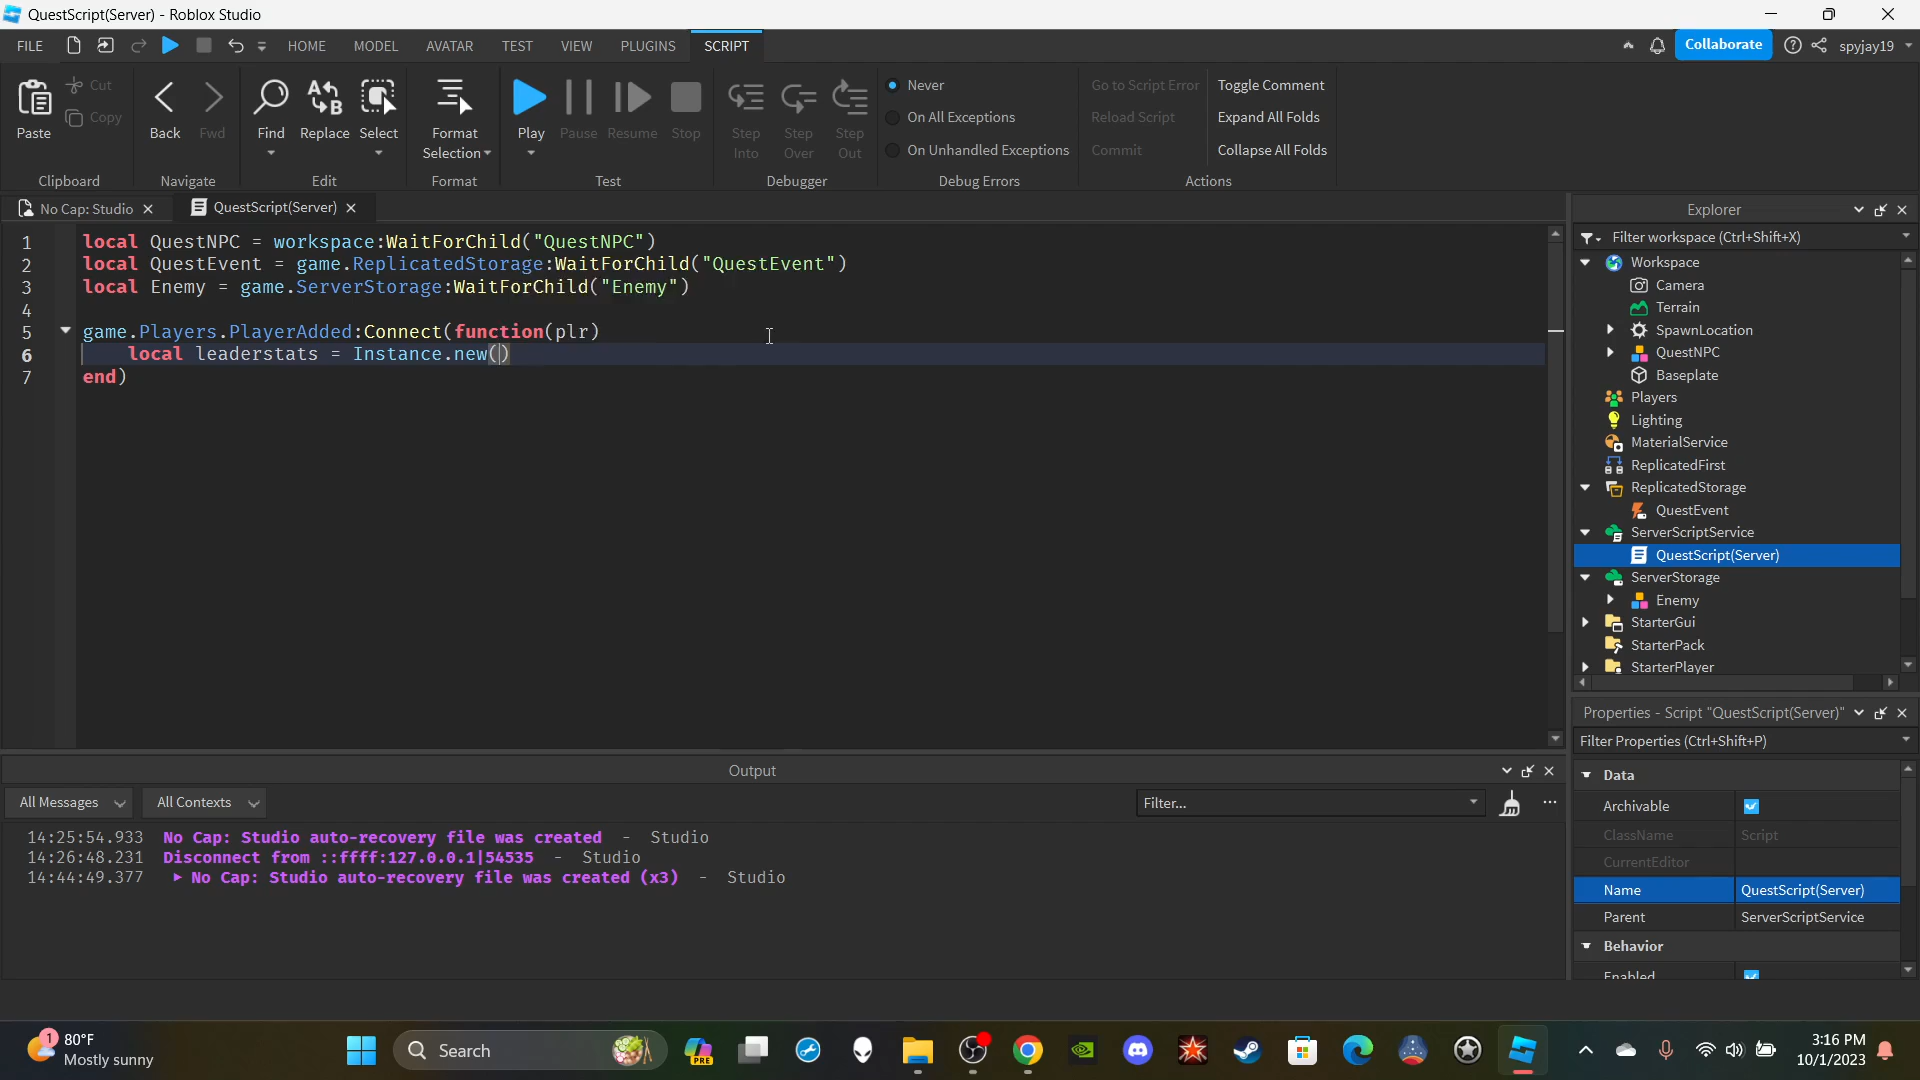 QuestScript(Server) - Roblox Studio
FILE HOME MODEL AVATAR TEST VIEW PLUGINS SCRIPT Collaborate spyjay19
Paste Cut Copy
Back Fwd
Find Replace Select
Format Selection
Play Pause Resume Stop
Step Into Step Over Step Out
Never
On All Exceptions
On Unhandled Exceptions
Go to Script Error
Reload Script
Commit
Toggle Comment
Expand All Folds
Collapse All Folds
Clipboard Navigate Edit Format Test Debugger Debug Errors Actions
No Cap: Studio QuestScript(Server)
1 local QuestNPC = workspace:WaitForChild("QuestNPC")
2 local QuestEvent = game.ReplicatedStorage:WaitForChild("QuestEvent")
3 local Enemy = game.ServerStorage:WaitForChild("Enemy")
4
5 game.Players.PlayerAdded:Connect(function(plr)
6 local leaderstats = Instance.new()
7 end)
Explorer
Filter workspace (Ctrl+Shift+X)
Workspace
Camera
Terrain
SpawnLocation
QuestNPC
Baseplate
Players
Lighting
MaterialService
ReplicatedFirst
ReplicatedStorage
QuestEvent
ServerScriptService
QuestScript(Server)
ServerStorage
Enemy
StarterGui
StarterPack
StarterPlayer
Properties - Script "QuestScript(Server)"
Filter Properties (Ctrl+Shift+P)
Data
Archivable
ClassName Script
CurrentEditor
Name QuestScript(Server)
Parent ServerScriptService
Behavior
Enabled
Output
All Messages All Contexts Filter...
14:25:54.933 No Cap: Studio auto-recovery file was created - Studio
14:26:48.231 Disconnect from ::ffff:127.0.0.1|54535 - Studio
14:44:49.377 No Cap: Studio auto-recovery file was created (x3) - Studio
1 80°F
Mostly sunny
Search
PRE
3:16 PM
10/1/2023